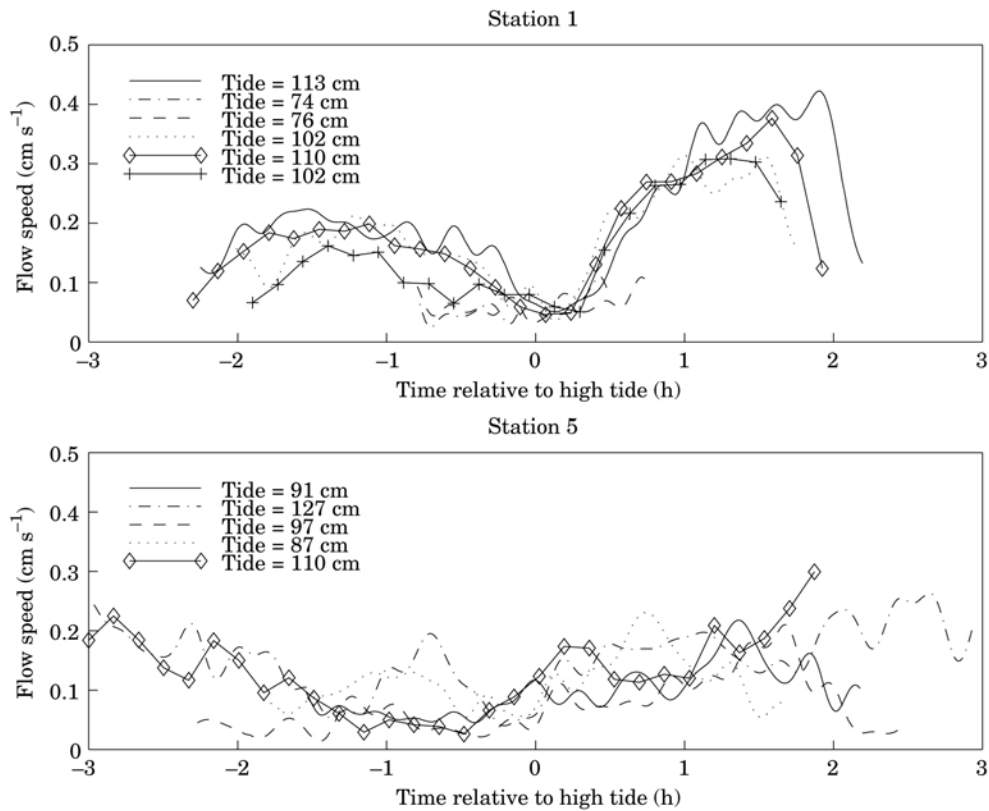 Station 1
0.5
0.4
0.3
0.2
0.1
0
Flow speed (cm s⁻¹)
Tide = 113 cm
Tide = 74 cm
Tide = 76 cm
Tide = 102 cm
Tide = 110 cm
Tide = 102 cm
–3 –2 –1 0 1 2 3
Time relative to high tide (h)
Station 5
0.5
0.4
0.3
0.2
0.1
0
Flow speed (cm s⁻¹)
Tide = 91 cm
Tide = 127 cm
Tide = 97 cm
Tide = 87 cm
Tide = 110 cm
–3 –2 –1 0 1 2 3
Time relative to high tide (h)